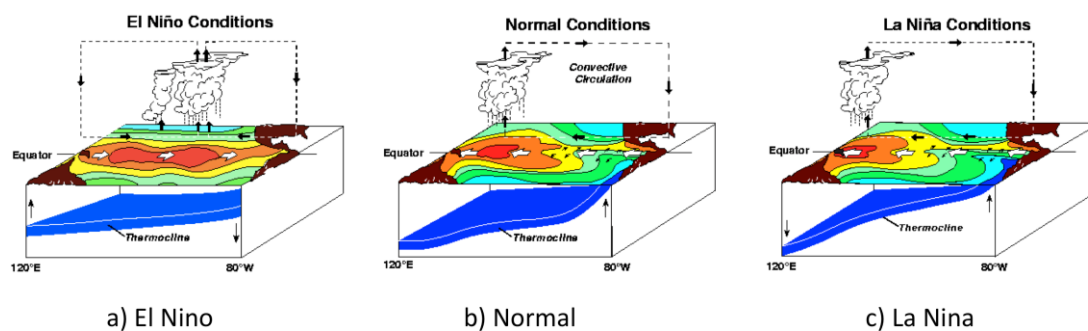 El Niño Conditions
Equator
Thermocline
120°E
80°W
a) El Nino
Normal Conditions
Convective
Circulation
Equator
Thermocline
120°E
80°W
b) Normal
La Niña Conditions
Equator
Thermocline
120°E
80°W
c) La Nina